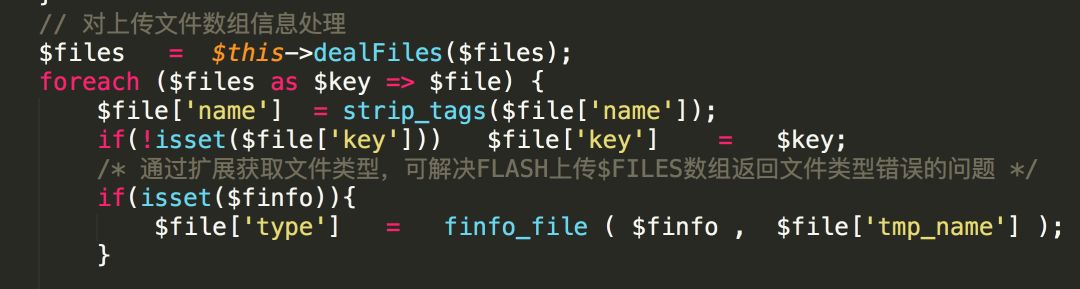 }
// 对上传文件数组信息处理
$files   =  $this->dealFiles($files);
foreach ($files as $key => $file) {
    $file['name']  = strip_tags($file['name']);
    if(!isset($file['key']))   $file['key']    =   $key;
    /* 通过扩展获取文件类型，可解决FLASH上传$FILES数组返回文件类型错误的问题 */
    if(isset($finfo)){
        $file['type']   =   finfo_file ( $finfo ,  $file['tmp_name'] );
    }